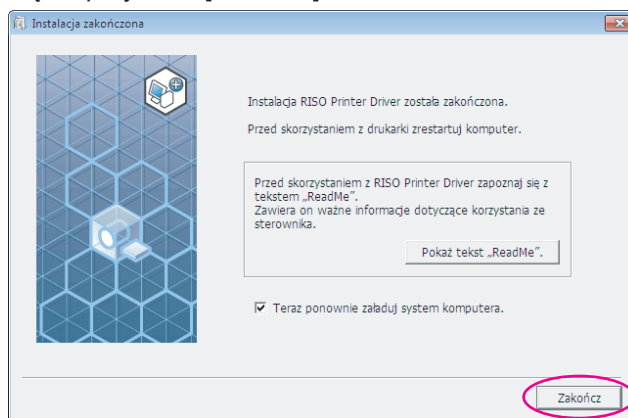 Instalacja zakończona
Instalacja RISO Printer Driver została zakończona.
Przed skorzystaniem z drukarki zrestartuj komputer.
Przed skorzystaniem z RISO Printer Driver zapoznaj się z
tekstem „ReadMe”.
Zawiera on ważne informacje dotyczące korzystania ze
sterownika.
Pokaż tekst „ReadMe”.
Teraz ponownie załaduj system komputera.
Zakończ